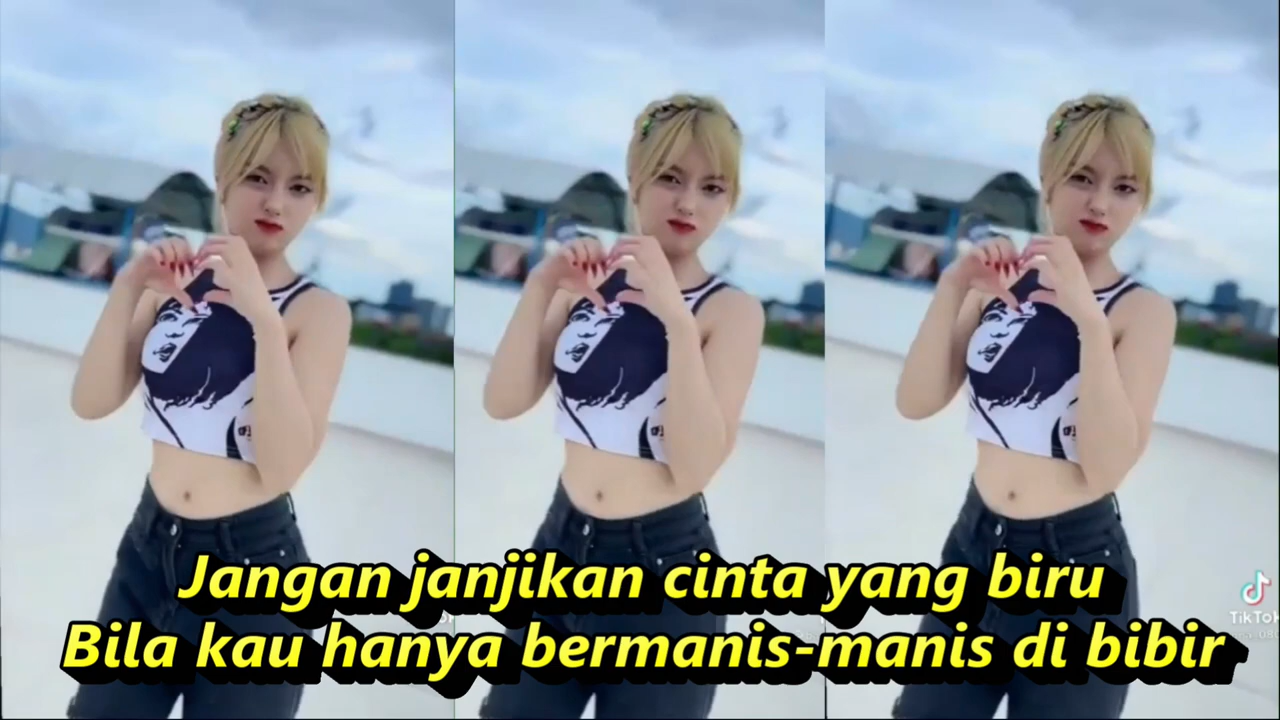 Jangan janjikan cinta yang biru
Bila kau hanya bermanis-manis di bibir
TikTok